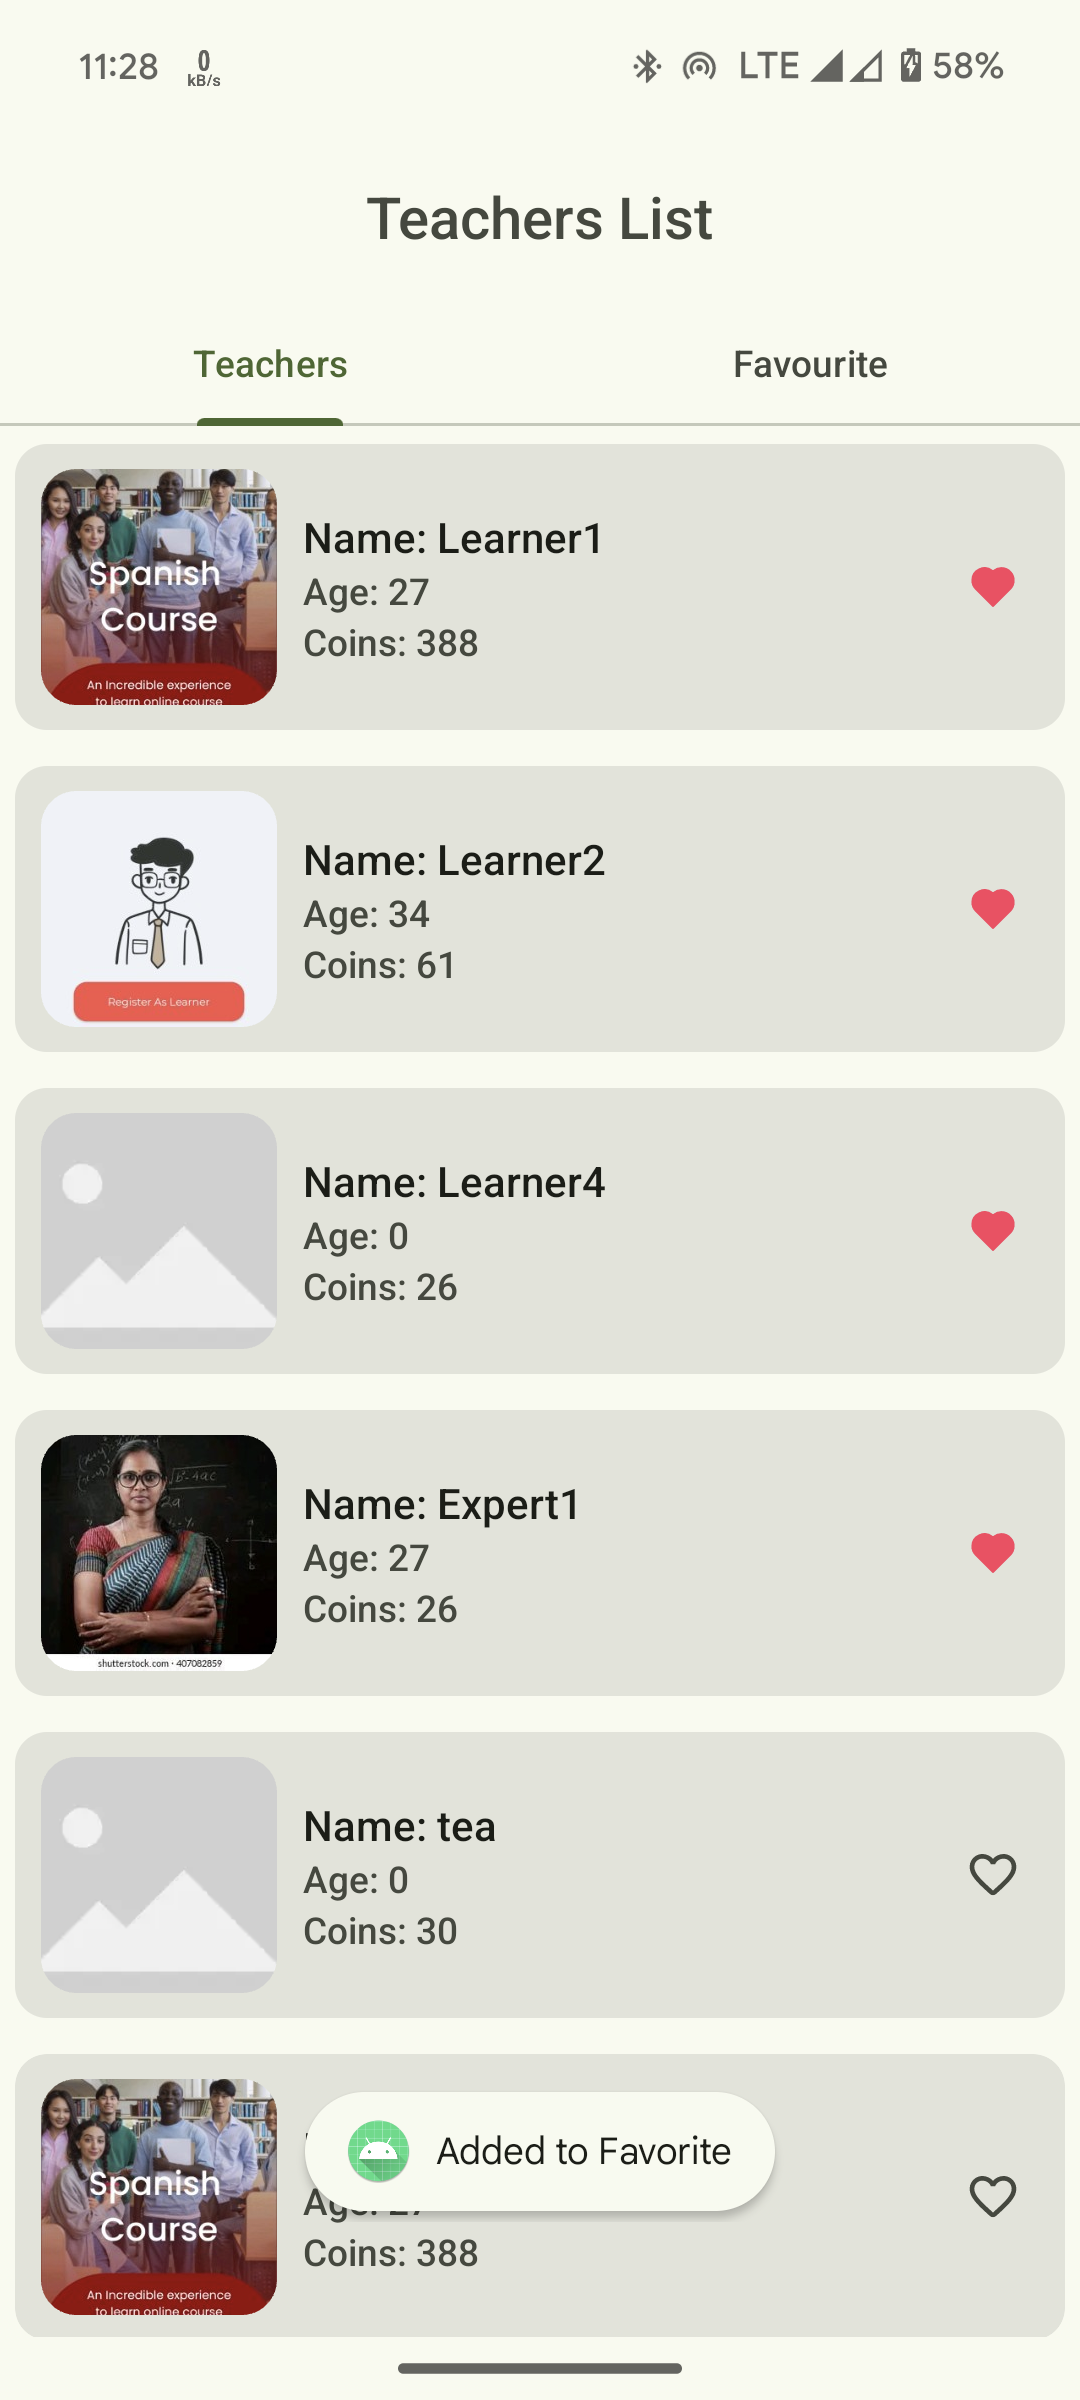 11:28
0
kB/s
LTE
58%
Teachers List
Teachers
Favourite
Spanish
Course
An Incredible experience
to learn online course
Name: Learner1
Age: 27
Coins: 388
Register As Learner
Name: Learner2
Age: 34
Coins: 61
Name: Learner4
Age: 0
Coins: 26
shutterstock.com · 407082859
Name: Expert1
Age: 27
Coins: 26
Name: tea
Age: 0
Coins: 30
Spanish
Course
An Incredible experience
to learn online course
Added to Favorite
Age: 27
Coins: 388